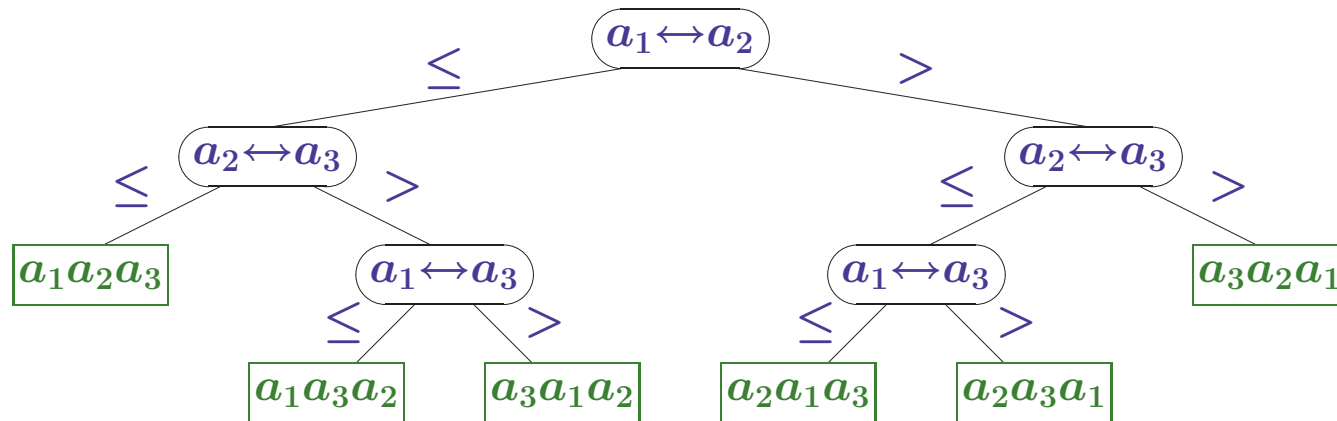 a₁↔a₂
≤ >
a₂↔a₃ a₂↔a₃
≤ > ≤ >
a₁a₂a₃ a₁↔a₃ a₁↔a₃ a₃a₂a₁
≤ > ≤ >
a₁a₃a₂ a₃a₁a₂ a₂a₁a₃ a₂a₃a₁